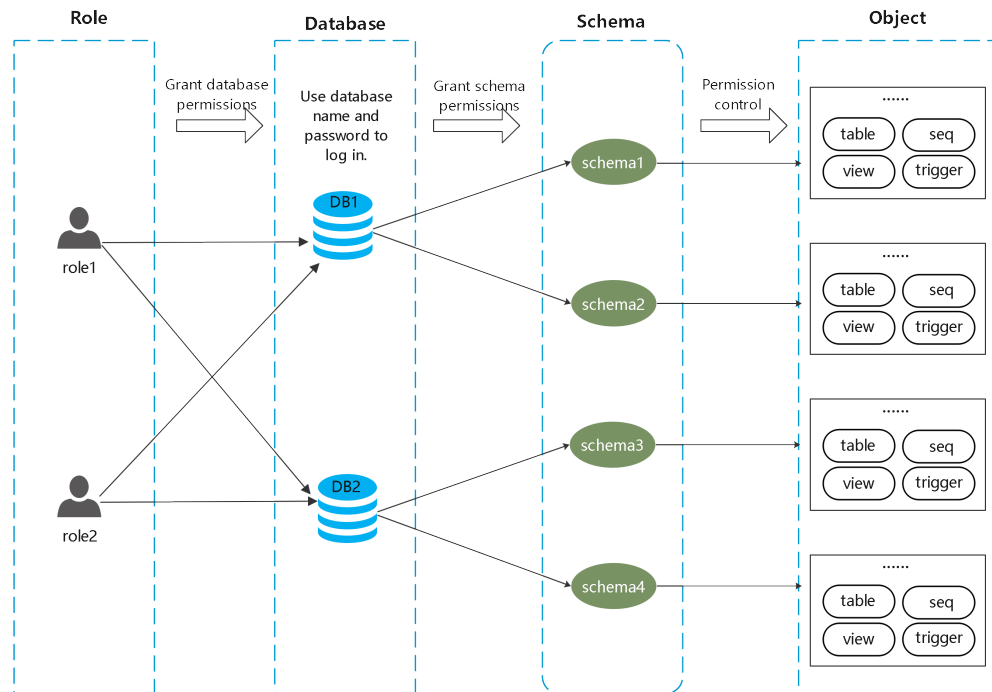 Role
Database
Schema
Object
Grant database
permissions
Use database
name and
password to
log in.
Grant schema
permissions
Permission
control
role1
role2
DB1
DB2
schema1
schema2
schema3
schema4
......
table
seq
view
trigger
......
table
seq
view
trigger
......
table
seq
view
trigger
......
table
seq
view
trigger